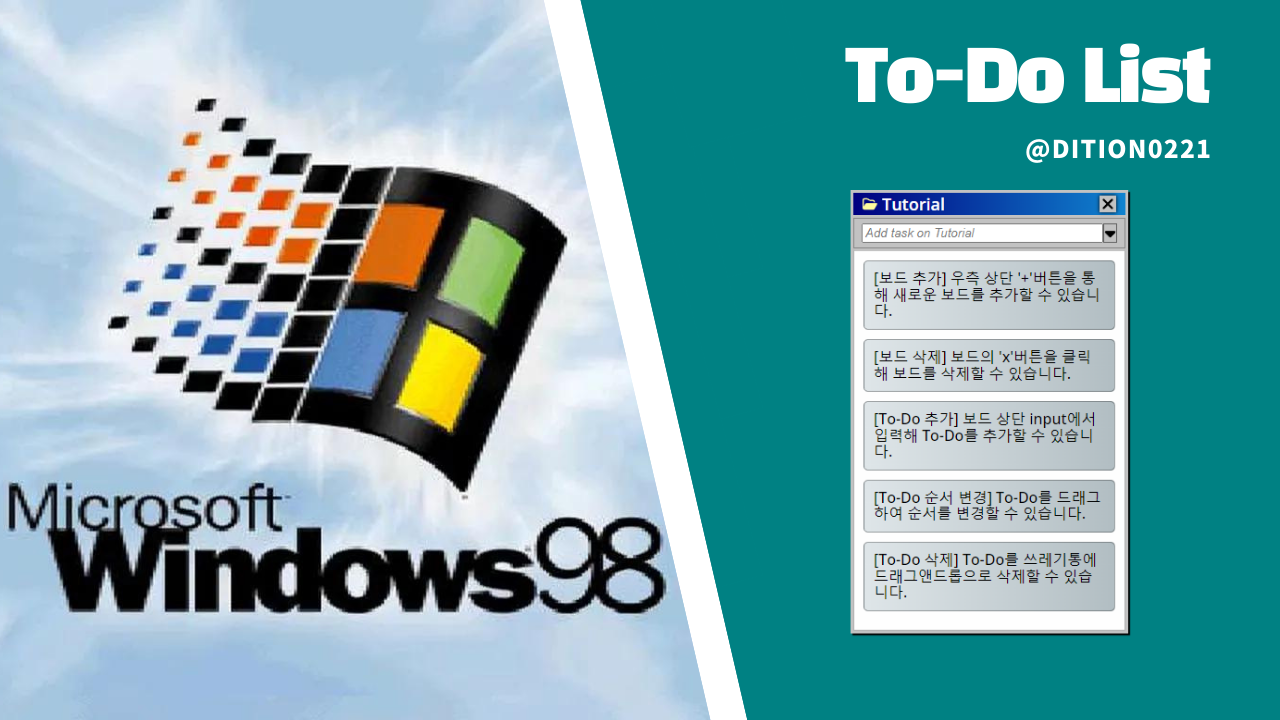 Microsoft
Windows 98
To-Do List
@DITION0221
Tutorial
Add task on Tutorial
[보드 추가] 우측 상단 '+'버튼을 통
해 새로운 보드를 추가할 수 있습니
다.
[보드 삭제] 보드의 'x'버튼을 클릭
해 보드를 삭제할 수 있습니다.
[To-Do 추가] 보드 상단 input에서
입력해 To-Do를 추가할 수 있습니
다.
[To-Do 순서 변경] To-Do를 드래그
하여 순서를 변경할 수 있습니다.
[To-Do 삭제] To-Do를 쓰레기통에
드래그앤드롭으로 삭제할 수 있습
니다.